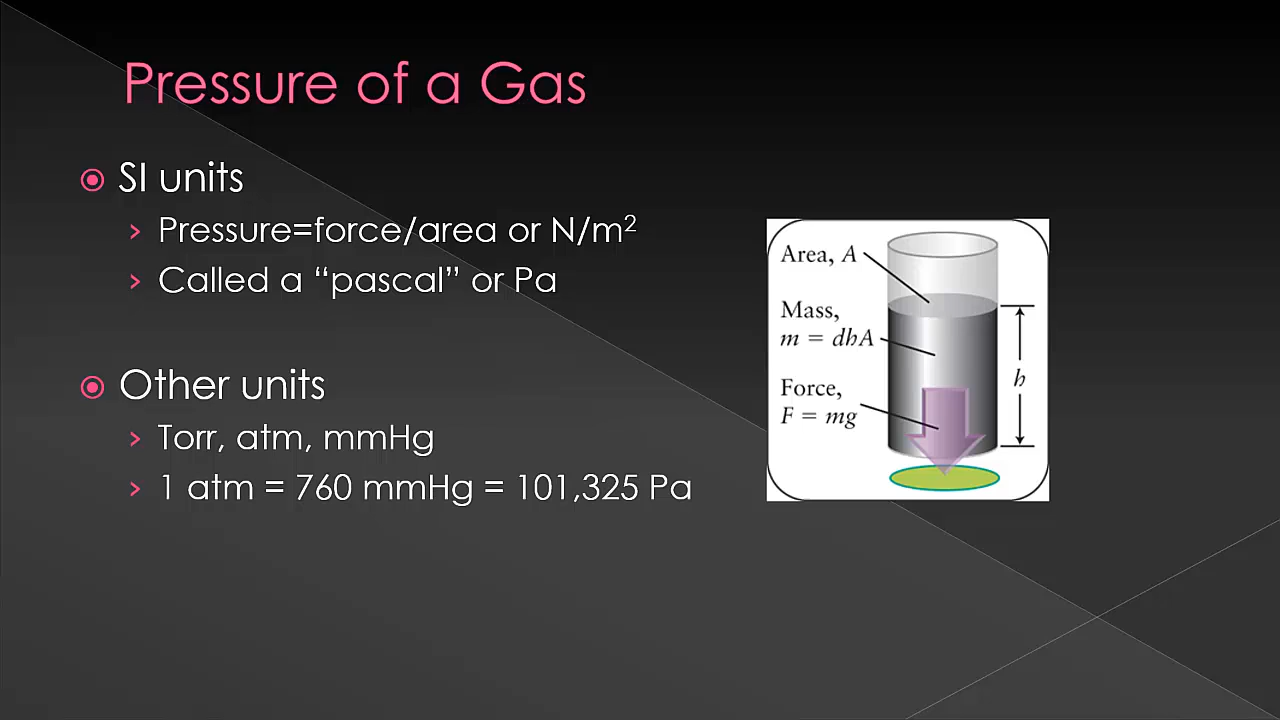 Pressure of a Gas
SI units
Pressure=force/area or N/m²
Called a “pascal” or Pa
Other units
Torr, atm, mmHg
1 atm = 760 mmHg = 101,325 Pa
Area, A
Mass,
m = dhA
Force,
F = mg
h